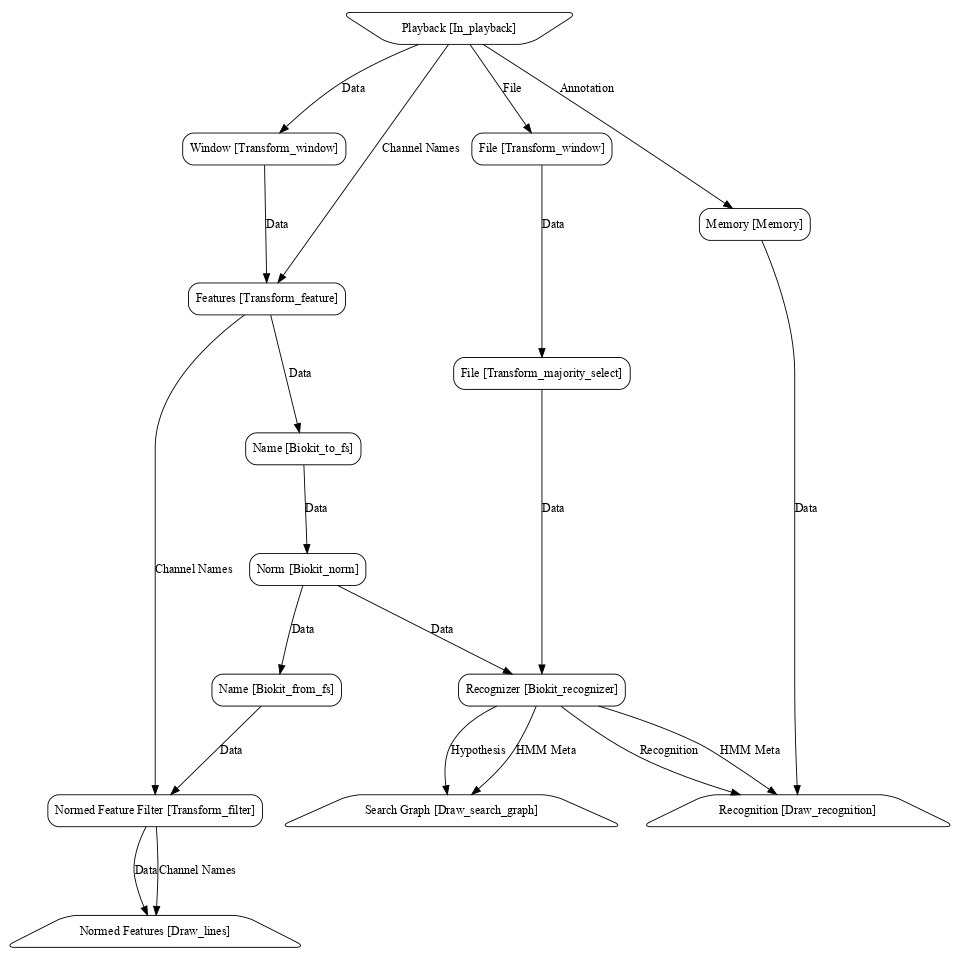 Playback [In_playback]
Data
File
Annotation
Window [Transform_window]
Channel Names
File [Transform_window]
Data
Data
Memory [Memory]
Features [Transform_feature]
Data
File [Transform_majority_select]
Name [Biokit_to_fs]
Data
Data
Data
Channel Names
Norm [Biokit_norm]
Data
Data
Name [Biokit_from_fs]
Recognizer [Biokit_recognizer]
Data
Hypothesis
HMM Meta
Recognition
HMM Meta
Normed Feature Filter [Transform_filter]
Search Graph [Draw_search_graph]
Recognition [Draw_recognition]
Data
Channel Names
Normed Features [Draw_lines]